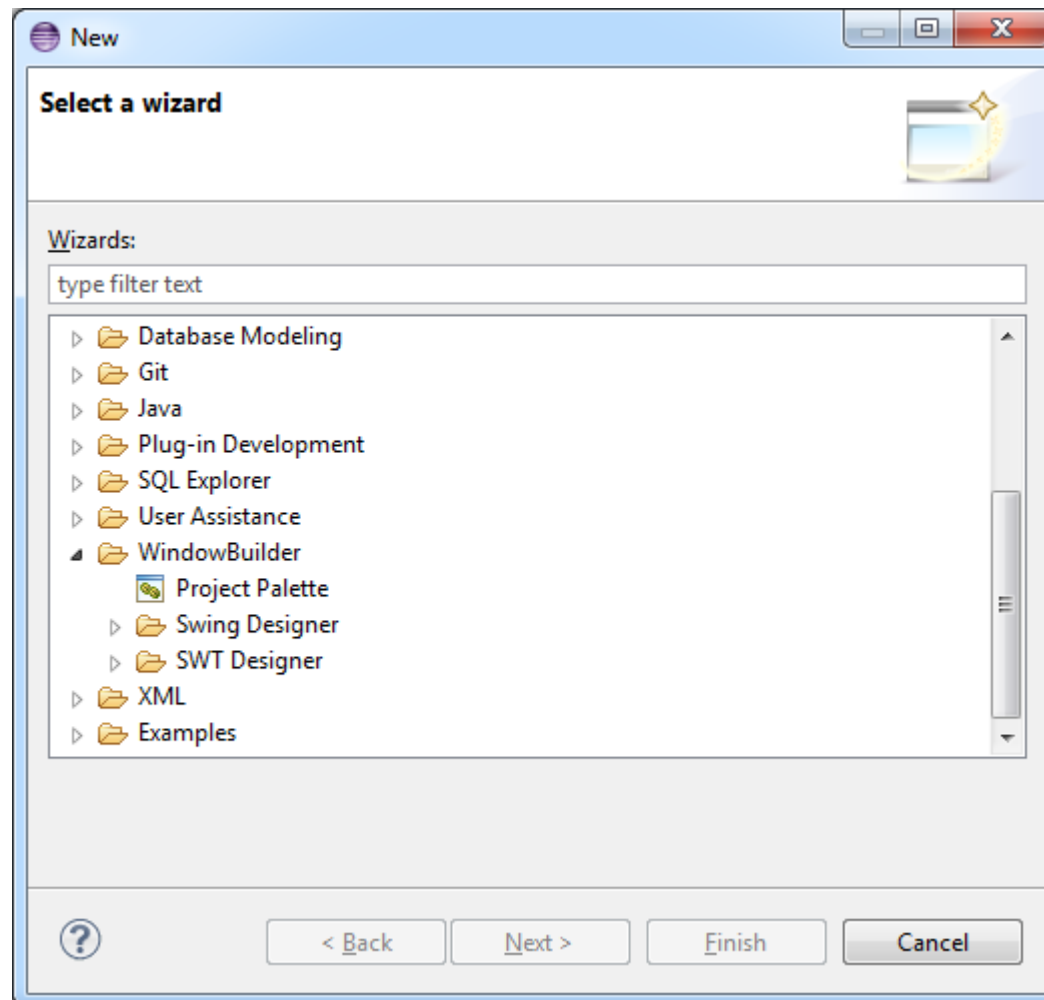 New
Select a wizard
Wizards:
type filter text
Database Modeling
Git
Java
Plug-in Development
SQL Explorer
User Assistance
WindowBuilder
Project Palette
Swing Designer
SWT Designer
XML
Examples
? < Back Next > Finish Cancel